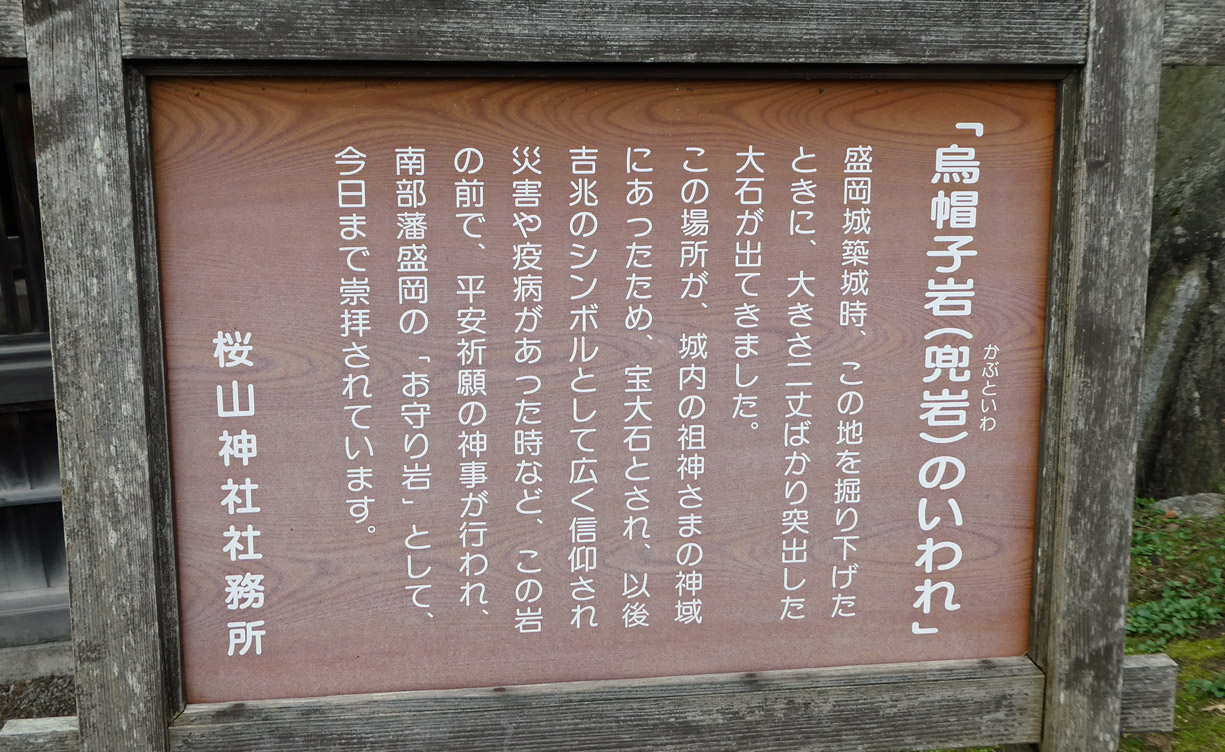 「烏帽子岩(兜岩)のいわれ」
かぶといわ
盛岡城築城時、この地を掘り下げた
ときに、大きさ二丈ばかり突出した
大石が出てきました。
この場所が、城内の祖神さまの神域
にあったため、宝大石とされ、以後
吉兆のシンボルとして広く信仰され
災害や疫病があった時など、この岩
の前で、平安祈願の神事が行われ、
南部藩盛岡の「お守り岩」として、
今日まで崇拝されています。
桜山神社社務所